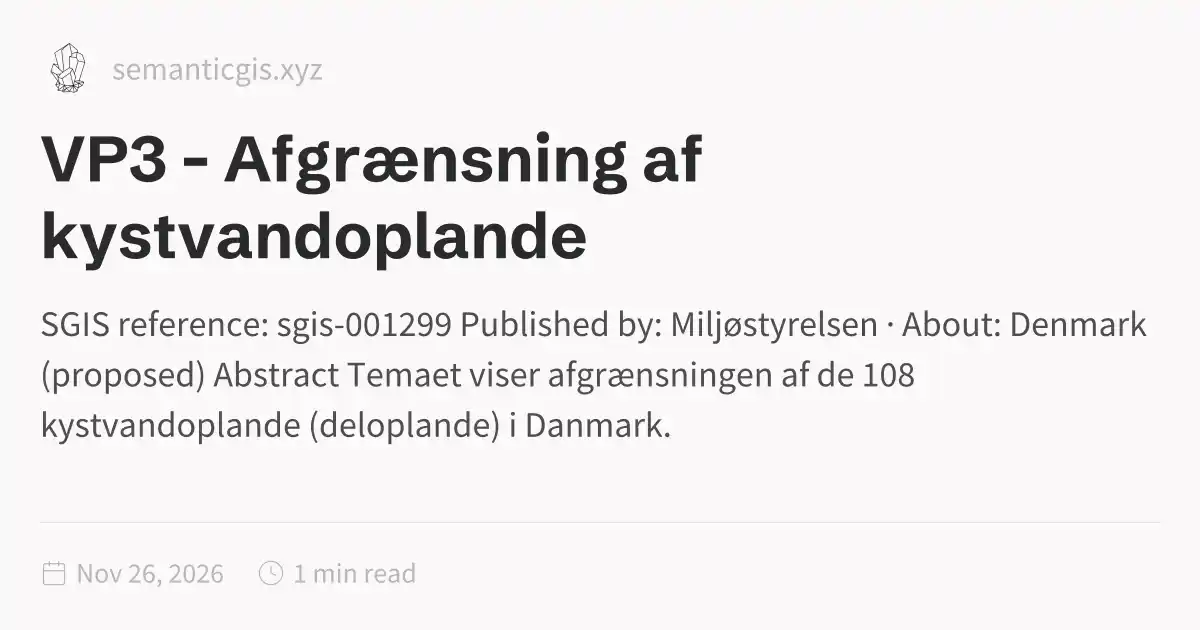 semanticgis.xyz
VP3 - Afgrænsning af
kystvandoplande
SGIS reference: sgis-001299 Published by: Miljøstyrelsen · About: Denmark
(proposed) Abstract Temaet viser afgrænsningen af de 108
kystvandoplande (deloplande) i Danmark.
Nov 26, 2026 1 min read